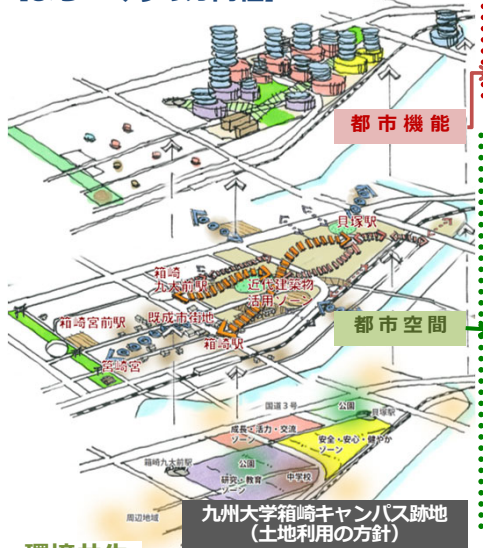 都市機能
貝塚駅
箱崎
九大前駅
近代建築物
活用ゾーン
箱崎宮前駅
既成市街地
箱崎駅
筥崎宮
都市空間
国道3号
公園
貝塚駅
成長・活力・交流
ゾーン
安全・安心・健やか
ゾーン
箱崎九大前駅
公園
研究・教育
ゾーン
中学校
周辺地域
九州大学箱崎キャンパス跡地
(土地利用の方針)